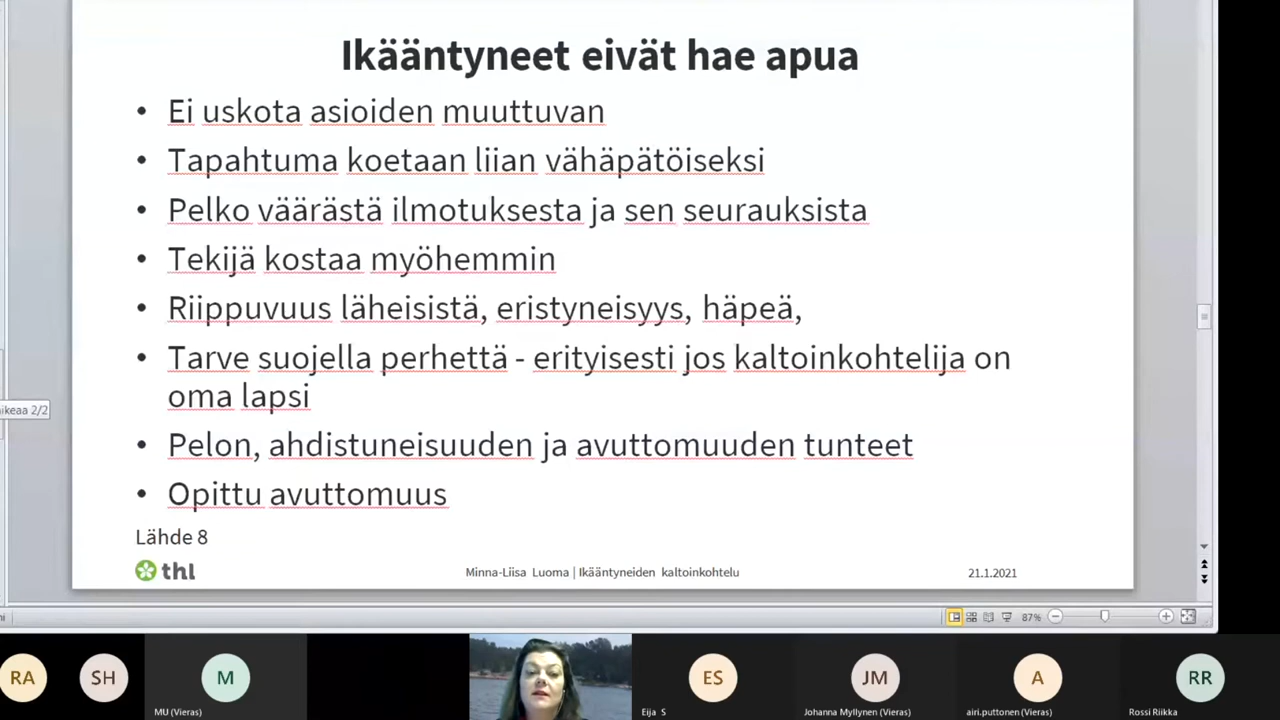 Ikääntyneet eivät hae apua
• Ei uskota asioiden muuttuvan
• Tapahtuma koetaan liian vähäpätöiseksi
• Pelko väärästä ilmotuksesta ja sen seurauksista
• Tekijä kostaa myöhemmin
• Riippuvuus läheisistä, eristyneisyys, häpeä,
• Tarve suojella perhettä - erityisesti jos kaltoinkohtelija on
oma lapsi
• Pelon, ahdistuneisuuden ja avuttomuuden tunteet
• Opittu avuttomuus
Lähde 8
thl
Minna-Liisa Luoma | Ikääntyneiden kaltoinkohtelu
21.1.2021
ikeaa 2/2
87%
RA
SH
M
ES
JM
A
RR
MU (Vieras)
Eija S
Johanna Myllynen (Vieras)
airi.puttonen (Vieras)
Rossi Riikka